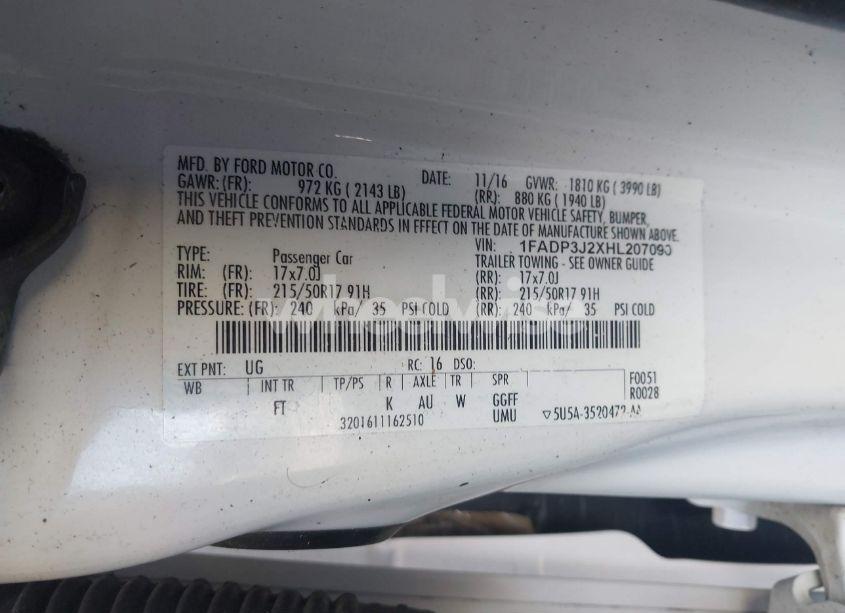 MFD. BY FORD MOTOR CO.
DATE: 11/16 GVWR: 1810 KG ( 3990 LB)
GAWR: (FR): 972 KG ( 2143 LB) (RR): 880 KG ( 1940 LB)
THIS VEHICLE CONFORMS TO ALL APPLICABLE FEDERAL MOTOR VEHICLE SAFETY, BUMPER,
AND THEFT PREVENTION STANDARDS IN EFFECT ON THE DATE OF MANUFACTURE SHOWN ABOVE.
VIN: 1FADP3J2XHL207090
TYPE: Passenger Car TRAILER TOWING - SEE OWNER GUIDE
RIM: (FR): 17x7.0J (RR): 17x7.0J
TIRE: (FR): 215/50R17 91H (RR): 215/50R17 91H
PRESSURE: (FR): 240 kPa/ 35 PSI COLD (RR): 240 kPa/ 35 PSI COLD
wheelwise
EXT PNT: UG RC: 16 DSO:
WB INT TR TP/PS R AXLE TR SPR F0051
R0028
FT K AU W GGFF
UMU
3201611162510 ▽5U5A-3520472-AA